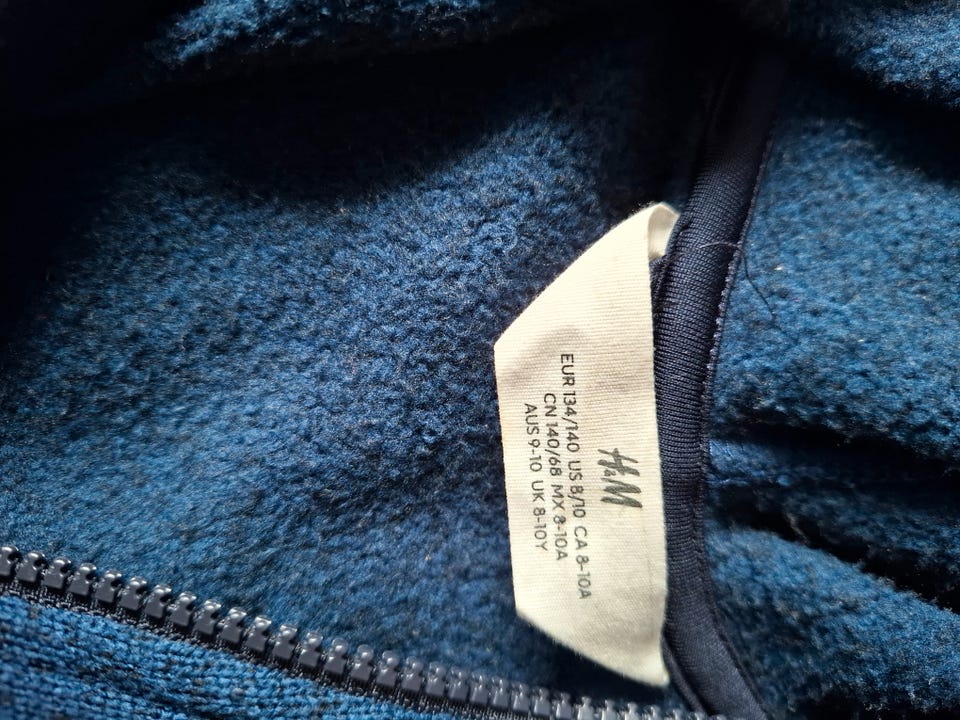 H&M
EUR 134/140 US 8/10 CA 8-10A
CN 140/68 MX 8-10A
AUS 9-10 UK 8-10Y